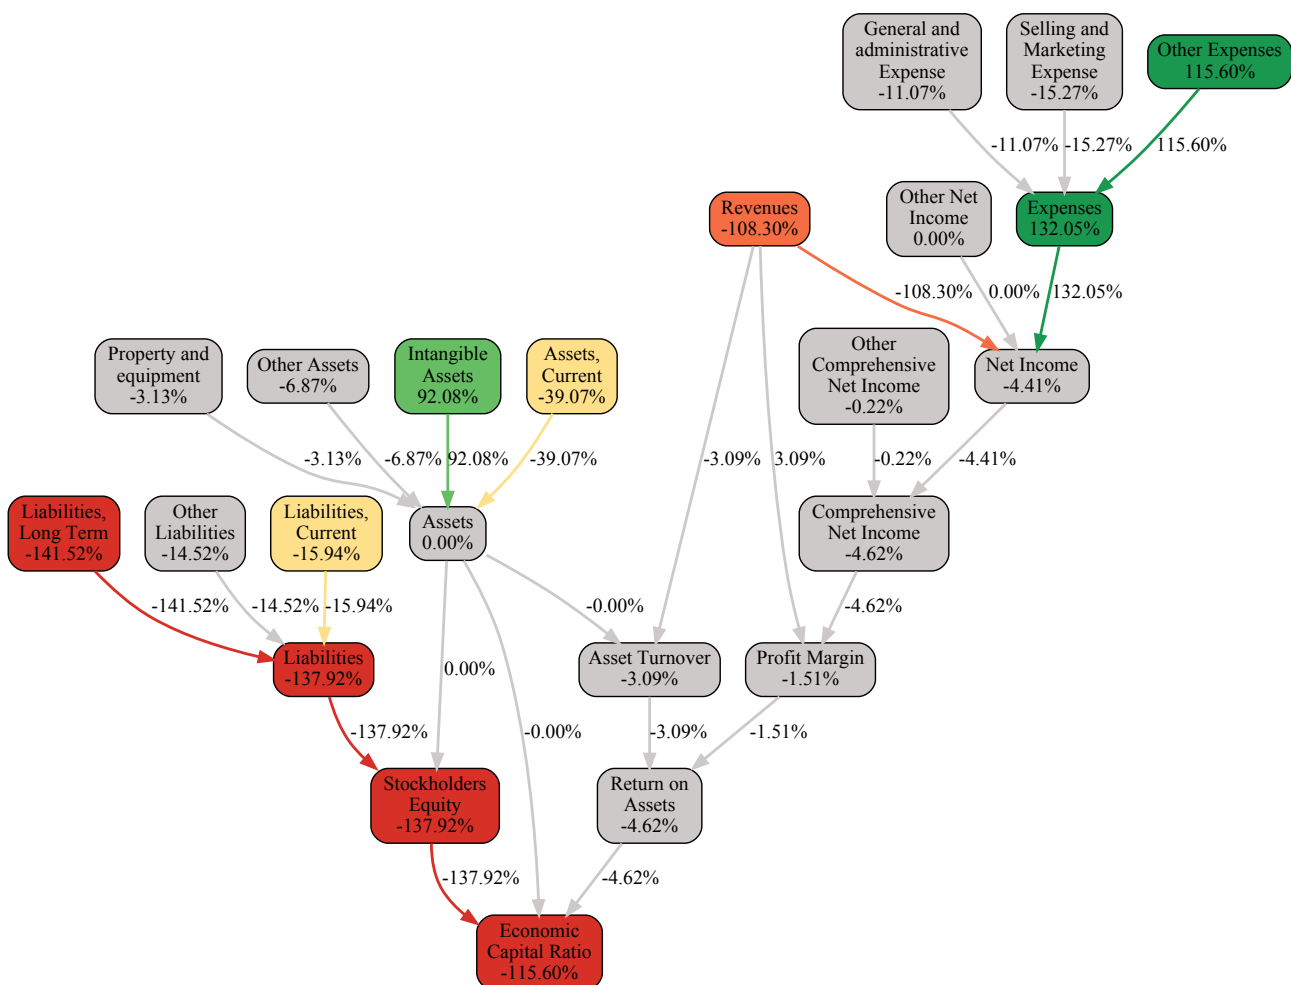 General and
administrative
Expense
-11.07%
Selling and
Marketing
Expense
-15.27%
Other Expenses
115.60%
-11.07%
-15.27%
115.60%
Revenues
-108.30%
Other Net
Income
0.00%
Expenses
132.05%
-108.30%
0.00%
132.05%
Property and
equipment
-3.13%
Other Assets
-6.87%
Intangible
Assets
92.08%
Assets,
Current
-39.07%
Other
Comprehensive
Net Income
-0.22%
Net Income
-4.41%
-3.13%
-6.87%
92.08%
-39.07%
-3.09%
3.09%
-0.22%
-4.41%
Liabilities,
Long Term
-141.52%
Other
Liabilities
-14.52%
Liabilities,
Current
-15.94%
Assets
0.00%
Comprehensive
Net Income
-4.62%
-141.52%
-14.52%
-15.94%
-0.00%
-4.62%
Liabilities
-137.92%
0.00%
Asset Turnover
-3.09%
Profit Margin
-1.51%
-137.92%
-0.00%
-3.09%
-1.51%
Stockholders
Equity
-137.92%
Return on
Assets
-4.62%
-137.92%
-4.62%
Economic
Capital Ratio
-115.60%